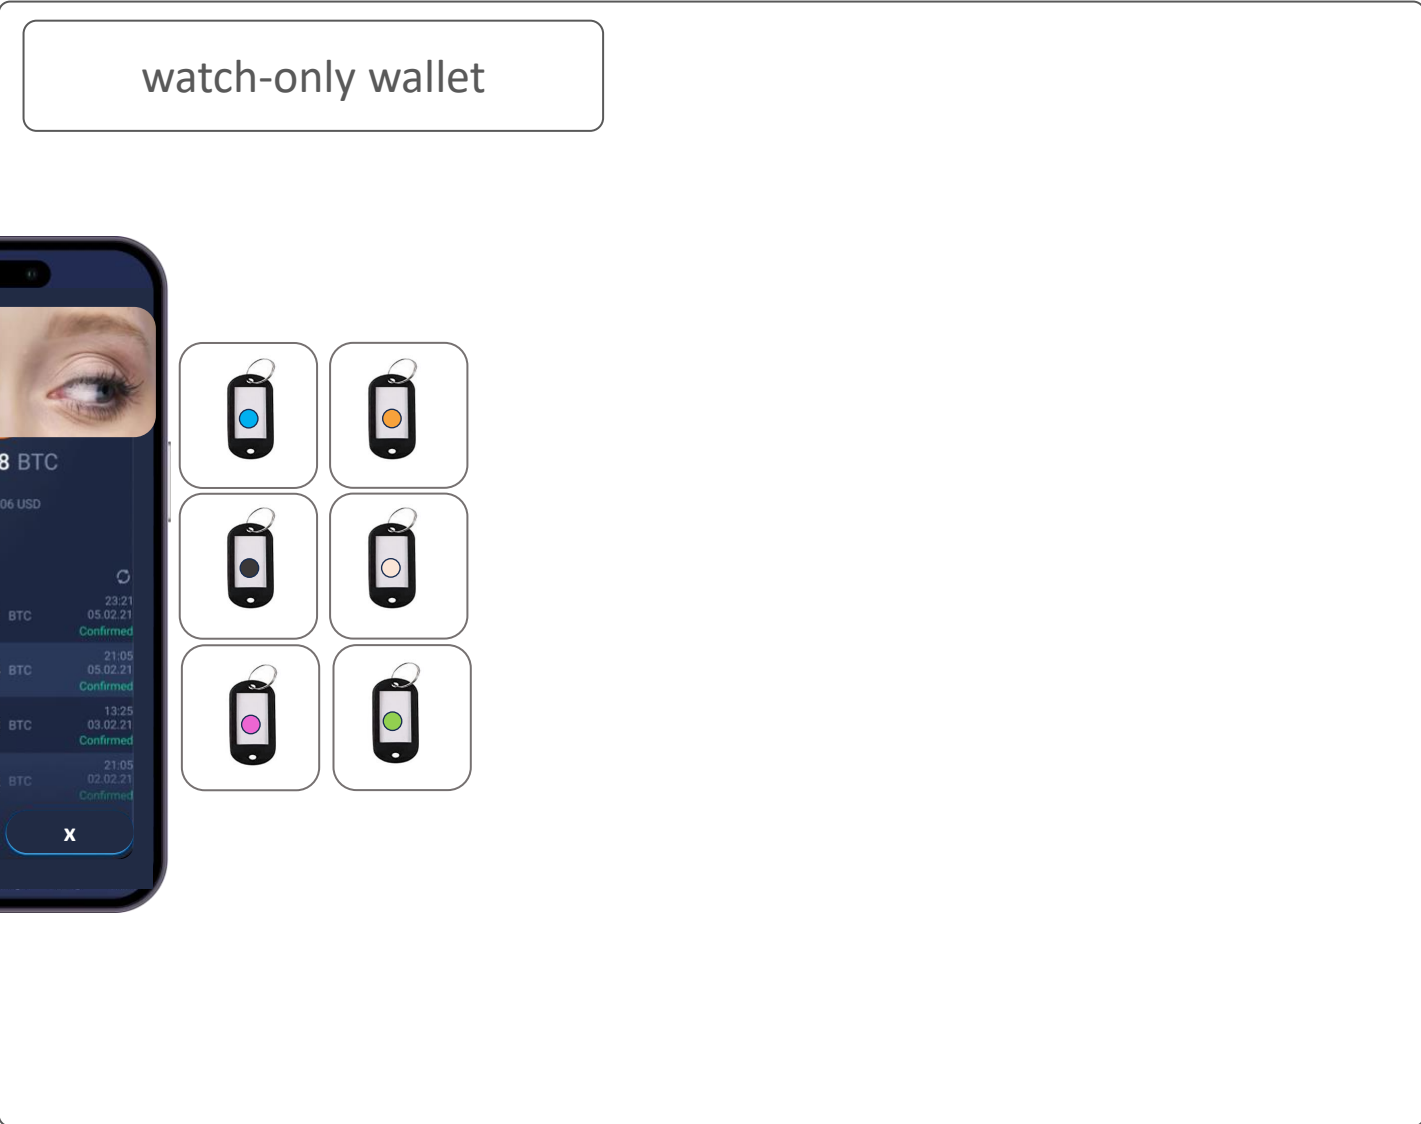 watch-only wallet
8 BTC
06 USD
23:21
BTC 05.02.21
Confirmed
21:05
BTC 05.02.21
Confirmed
13:25
BTC 03.02.21
Confirmed
21:05
BTC 02.02.21
Confirmed
x